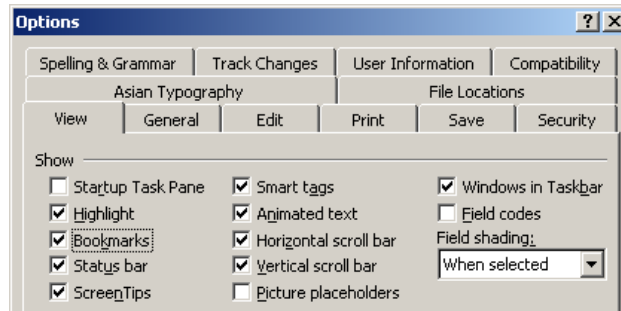 Options
Spelling & Grammar Track Changes User Information Compatibility
Asian Typography File Locations
View General Edit Print Save Security
Show
Startup Task Pane Smart tags Windows in Taskbar
Highlight Animated text Field codes
Bookmarks Horizontal scroll bar Field shading:
Status bar Vertical scroll bar When selected
ScreenTips Picture placeholders